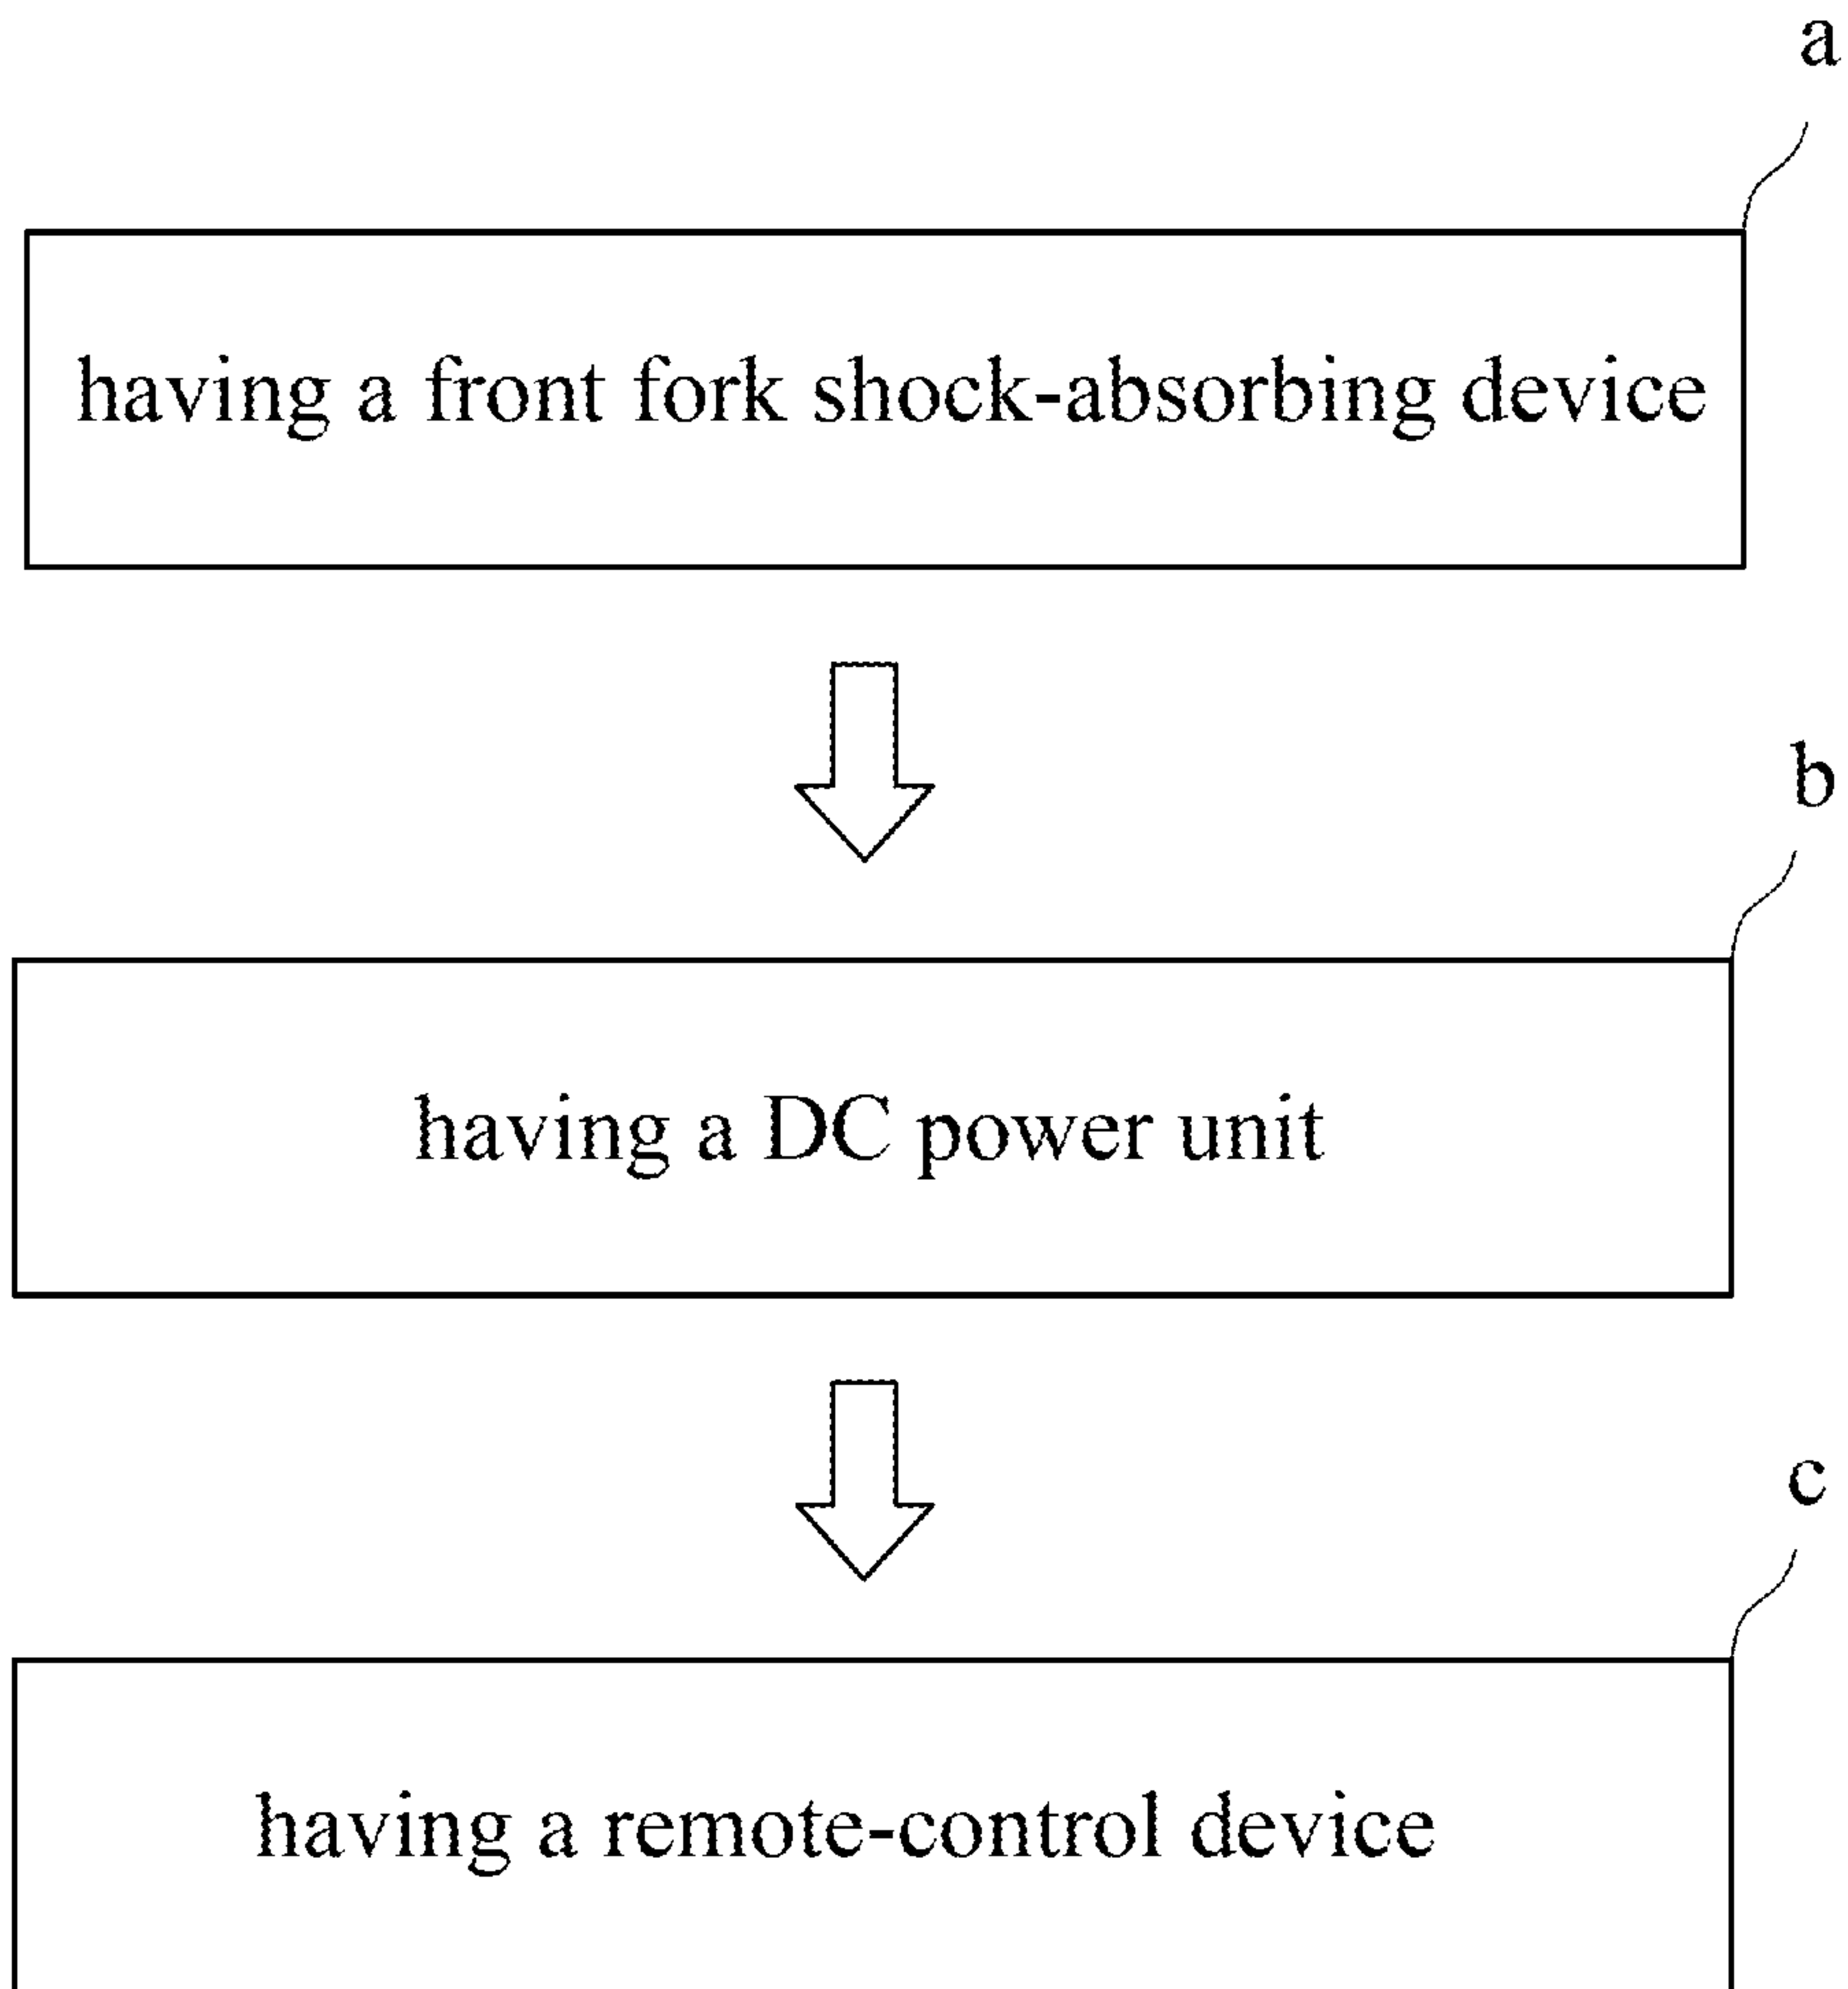 a
having a front fork shock-absorbing device
b
having a DC power unit
c
having a remote-control device